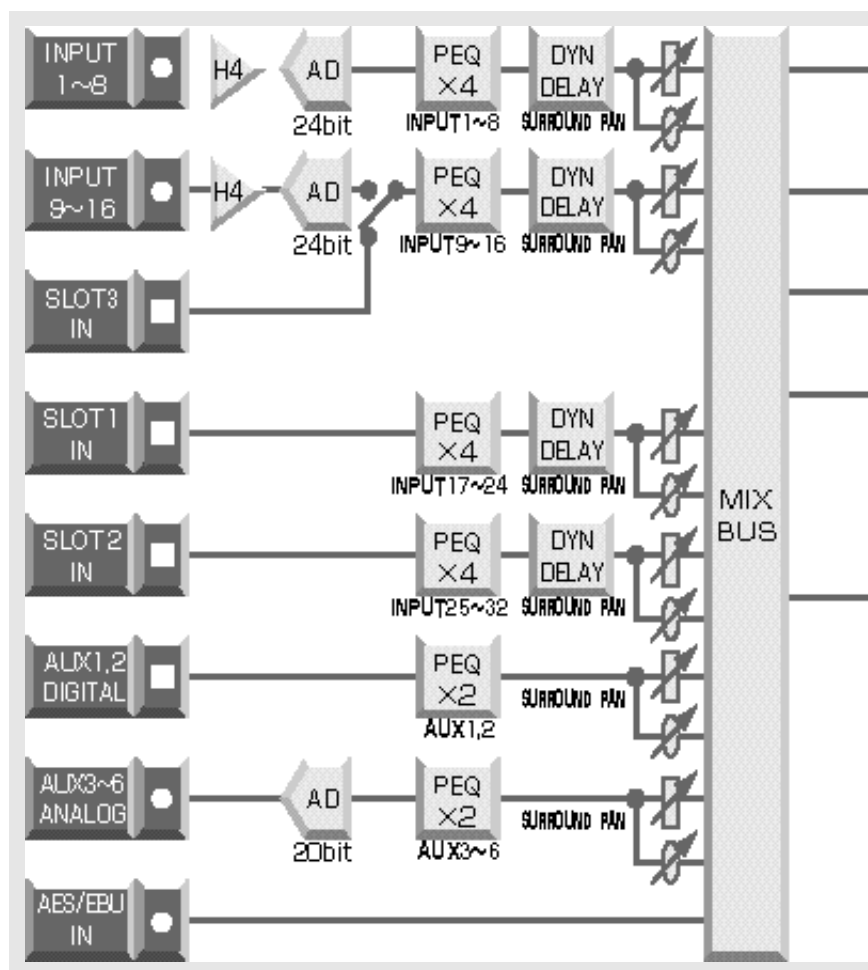 INPUT
1~8
H4
AD
24bit
PEQ
×4
INPUT1~8
DYN
DELAY
SURROUND PAN
INPUT
9~16
H4
AD
24bit
PEQ
×4
INPUT9~16
DYN
DELAY
SURROUND PAN
SLOT3
IN
SLOT1
IN
PEQ
×4
INPUT17~24
DYN
DELAY
SURROUND PAN
MIX
BUS
SLOT2
IN
PEQ
×4
INPUT25~32
DYN
DELAY
SURROUND PAN
AUX1,2
DIGITAL
PEQ
×2
AUX1,2
SURROUND PAN
AUX3~6
ANALOG
AD
20bit
PEQ
×2
AUX3~6
SURROUND PAN
AES/EBU
IN